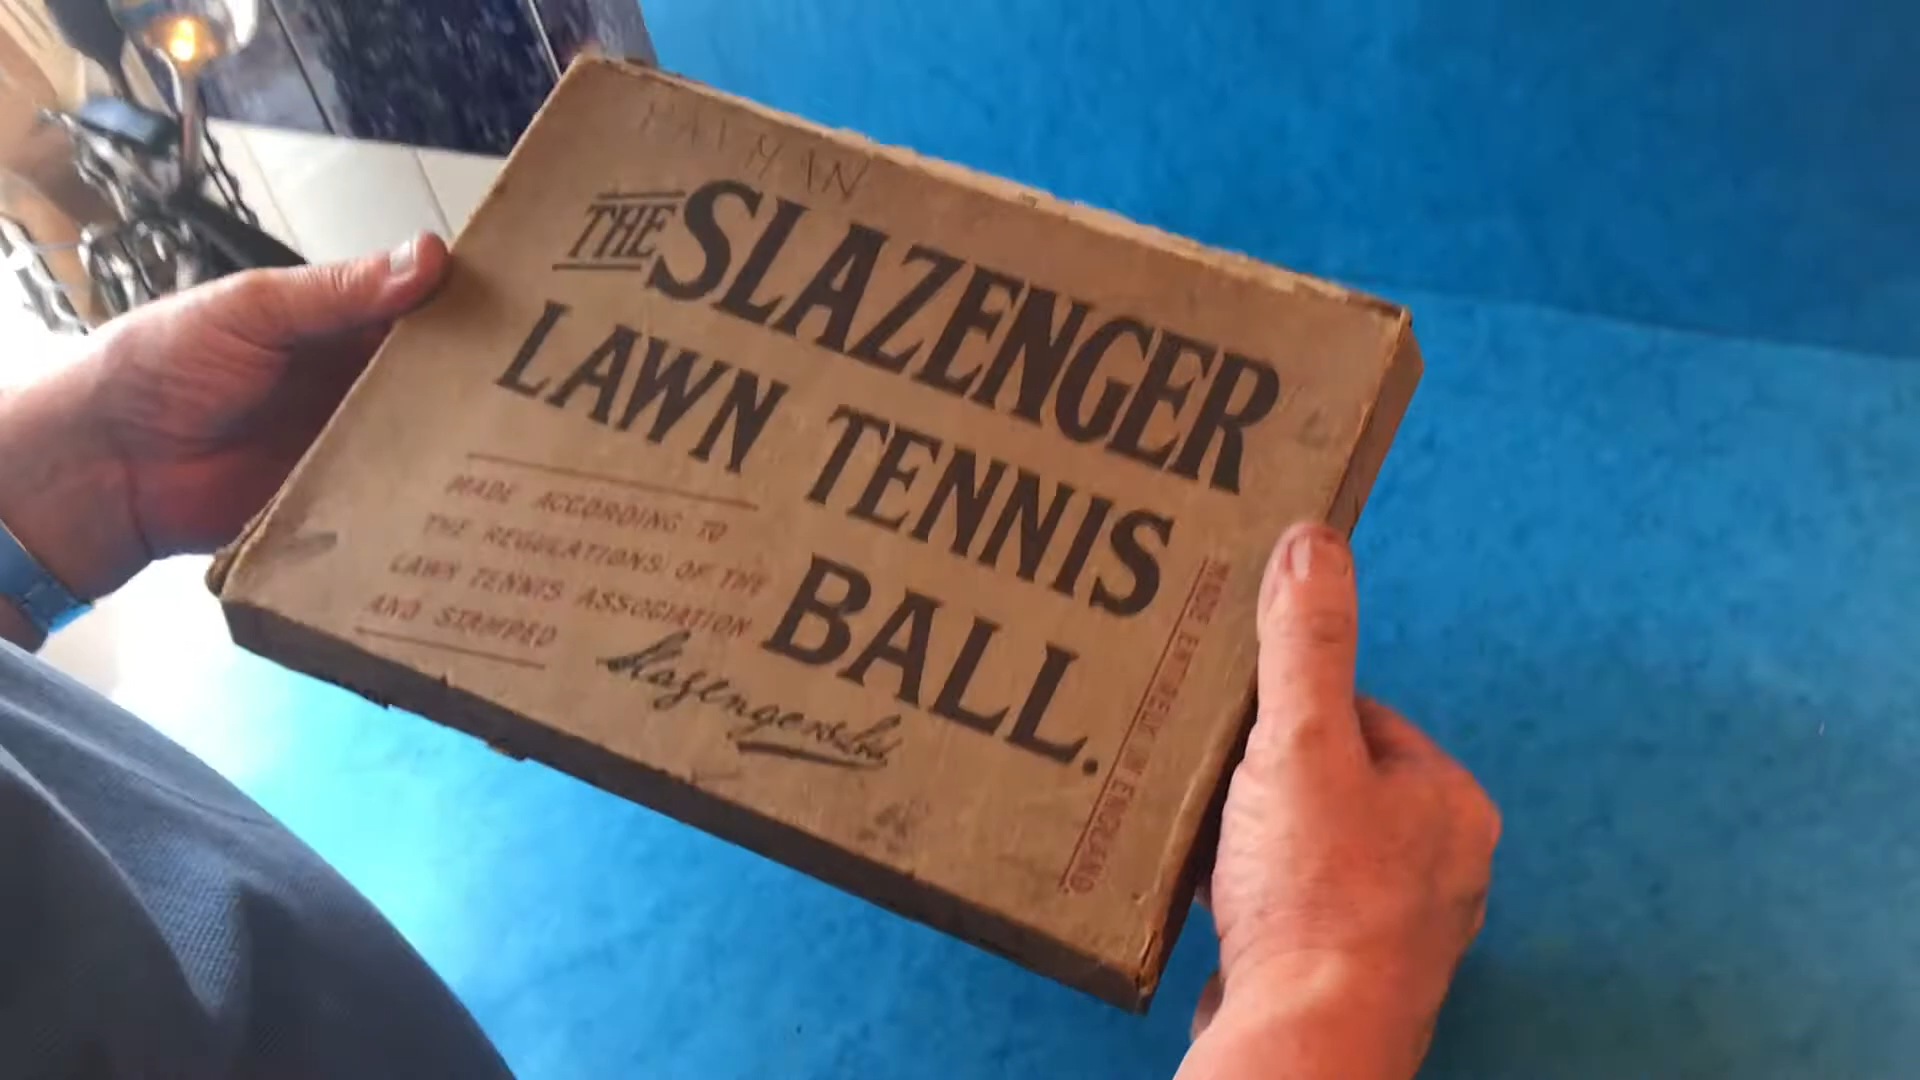 THE SLAZENGER
LAWN TENNIS
BALL.
MADE ACCORDING TO
THE REGULATIONS OF THE
LAWN TENNIS ASSOCIATION
AND STAMPED
Slazengers Ltd
MADE ENTIRELY IN ENGLAND.